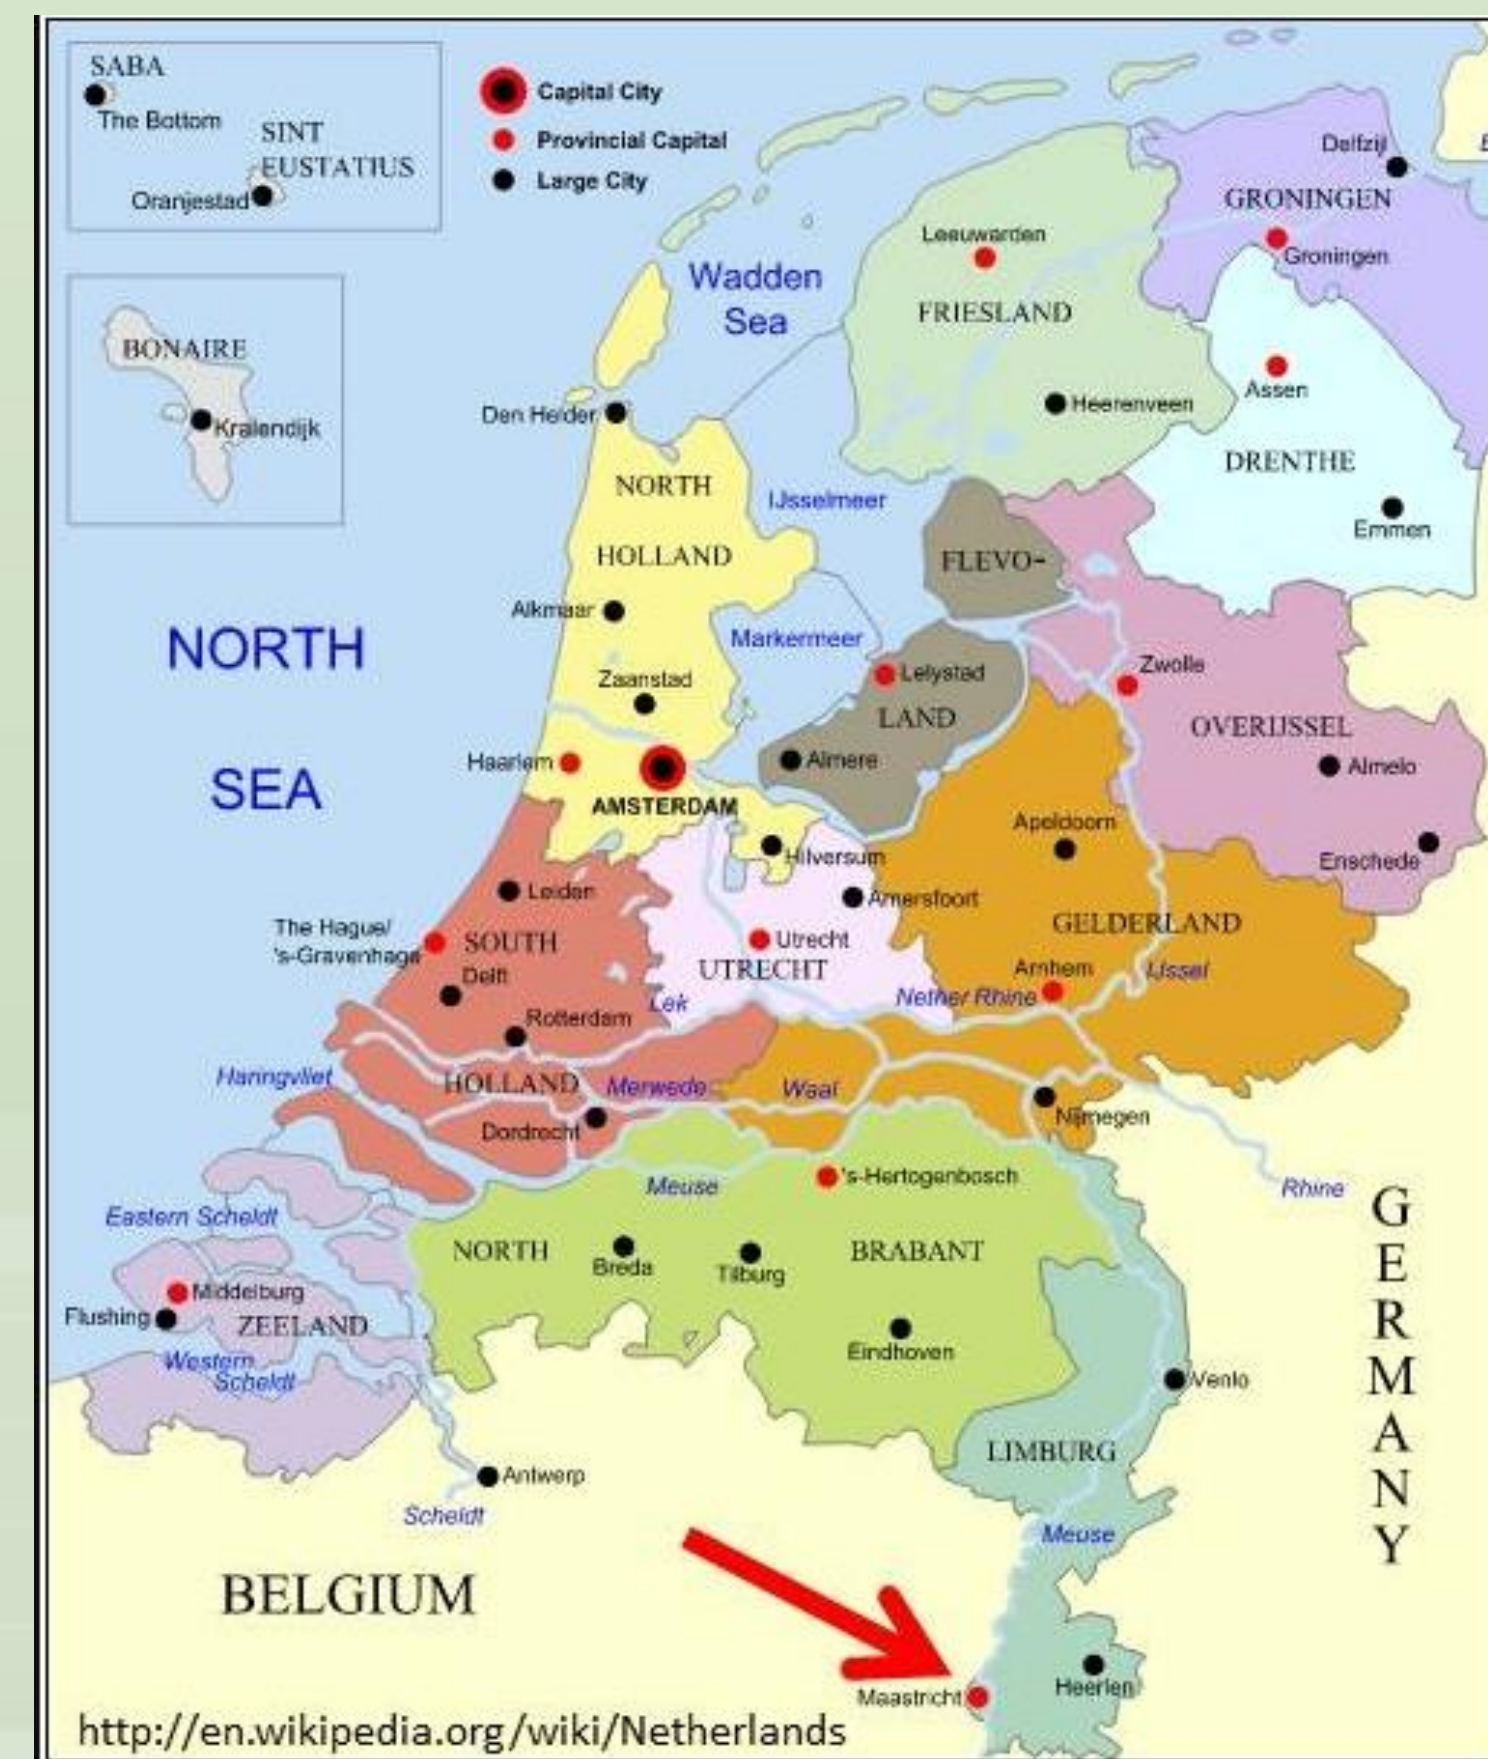 SABA
The Bottom
SINT
EUSTATIUS
Oranjestad
Capital City
Provincial Capital
Large City
BONAIRE
Kralendijk
Delfzijl
GRONINGEN
Groningen
Leeuwarden
FRIESLAND
Heerenveen
Wadden
Sea
Assen
DRENTHE
Emmen
Den Helder
NORTH
HOLLAND
IJsselmeer
FLEVO-
LAND
Alkmaar
Markermeer
Zaanstad
Lelystad
Zwolle
OVERIJSSEL
Almelo
Enschede
NORTH
SEA
Haarlem
AMSTERDAM
Almere
Hilversum
Apeldoorn
Amersfoort
GELDERLAND
Leiden
The Hague/
's-Gravenhage
SOUTH
HOLLAND
Delft
Utrecht
UTRECHT
Arnhem
IJssel
Nether Rhine
Lek
Rotterdam
Haringvliet
Merwede
Waal
Dordrecht
Nijmegen
Rhine
Meuse
's-Hertogenbosch
Eastern Scheldt
NORTH
BRABANT
Breda
Tilburg
Eindhoven
Middelburg
Flushing
ZEELAND
Western
Scheldt
Venlo
LIMBURG
Antwerp
Scheldt
Meuse
GERMANY
BELGIUM
Maastricht
Heerlen
http://en.wikipedia.org/wiki/Netherlands